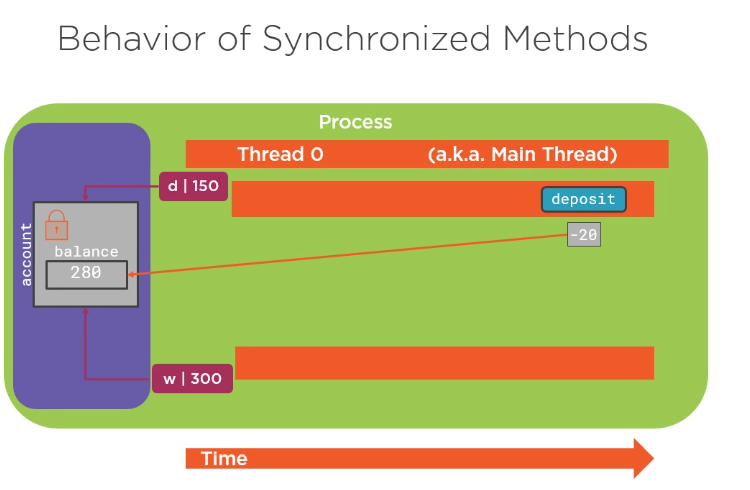 Behavior of Synchronized Methods
Process
Thread 0 (a.k.a. Main Thread)
d | 150
deposit
-20
account
balance
280
w | 300
Time